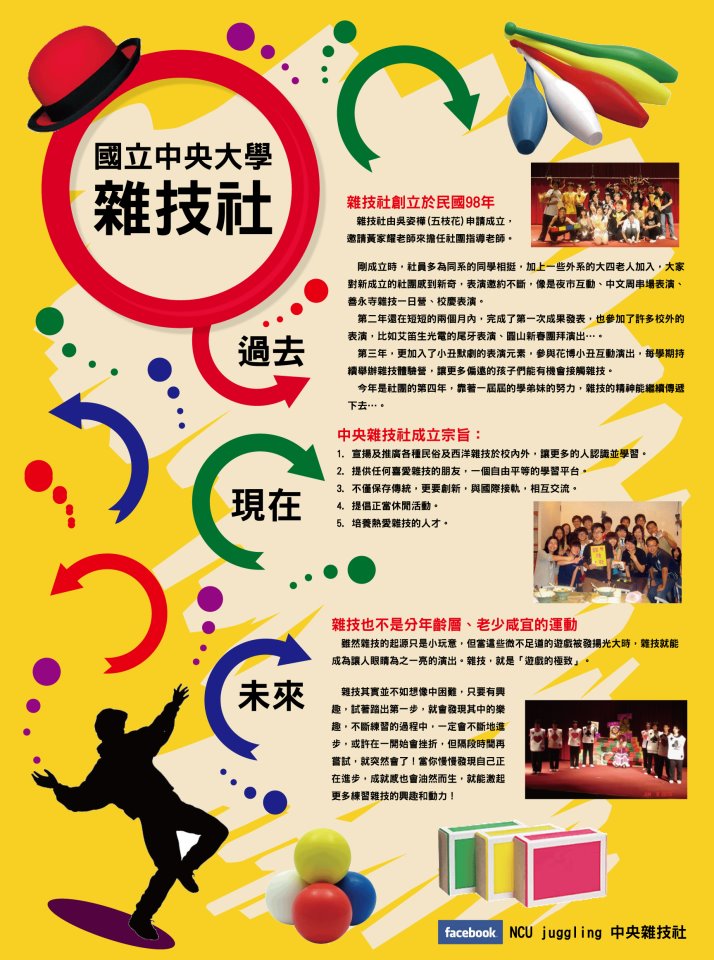 國立中央大學
雜技社
過去
雜技社創立於民國98年
雜技社由吳姿樺(五枝花)申請成立，
邀請黃家耀老師來擔任社團指導老師。
剛成立時，社員多為同系的同學相挺，加上一些外系的大四老人加入，大家
對新成立的社團感到新奇，表演邀約不斷，像是夜市互動、中文周串場表演、
善永寺雜技一日營、校慶表演。
第二年還在短短的兩個月內，完成了第一次成果發表，也參加了許多校外的
表演，比如艾笛生光電的尾牙表演、圓山新春團拜演出…。
第三年，更加入了小丑默劇的表演元素，參與花博小丑互動演出，每學期持
續舉辦雜技體驗營，讓更多偏遠的孩子們能有機會接觸雜技。
今年是社團的第四年，靠著一屆屆的學弟妹的努力，雜技的精神能繼續傳遞
下去…。
現在
中央雜技社成立宗旨：
1. 宣揚及推廣各種民俗及西洋雜技於校內外，讓更多的人認識並學習。
2. 提供任何喜愛雜技的朋友，一個自由平等的學習平台。
3. 不僅保存傳統，更要創新，與國際接軌，相互交流。
4. 提倡正當休閒活動。
5. 培養熱愛雜技的人才。
未來
雜技也不是分年齡層、老少咸宜的運動
雖然雜技的起源只是小玩意，但當這些微不足道的遊戲被發揚光大時，雜技就能
成為讓人眼睛為之一亮的演出。雜技，就是「遊戲的極致」。
雜技其實並不如想像中困難，只要有興
趣，試著踏出第一步，就會發現其中的樂
趣，不斷練習的過程中，一定會不斷地進
步，或許在一開始會挫折，但隔段時間再
嘗試，就突然會了！當你慢慢發現自己正
在進步，成就感也會油然而生，就能激起
更多練習雜技的興趣和動力！
facebook NCU juggling 中央雜技社